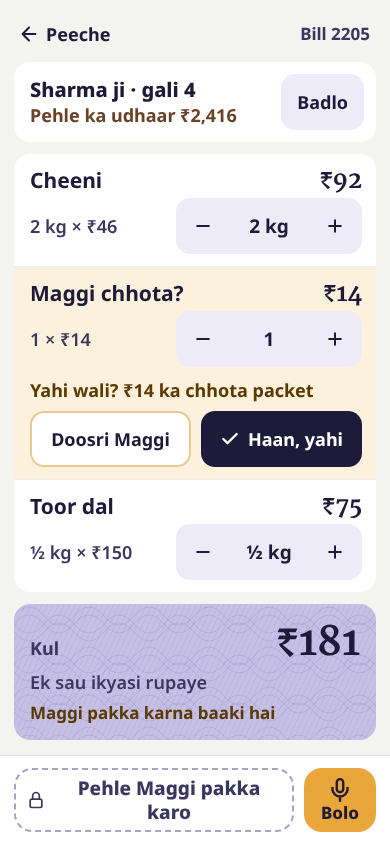 Peeche
Bill 2205
Sharma ji · gali 4
Pehle ka udhaar ₹2,416
Badlo
Cheeni
₹92
2 kg × ₹46
− 2 kg +
Maggi chhota?
₹14
1 × ₹14
− 1 +
Yahi wali? ₹14 ka chhota packet
Doosri Maggi
Haan, yahi
Toor dal
₹75
½ kg × ₹150
− ½ kg +
Kul
₹181
Ek sau ikyasi rupaye
Maggi pakka karna baaki hai
Pehle Maggi pakka
karo
Bolo